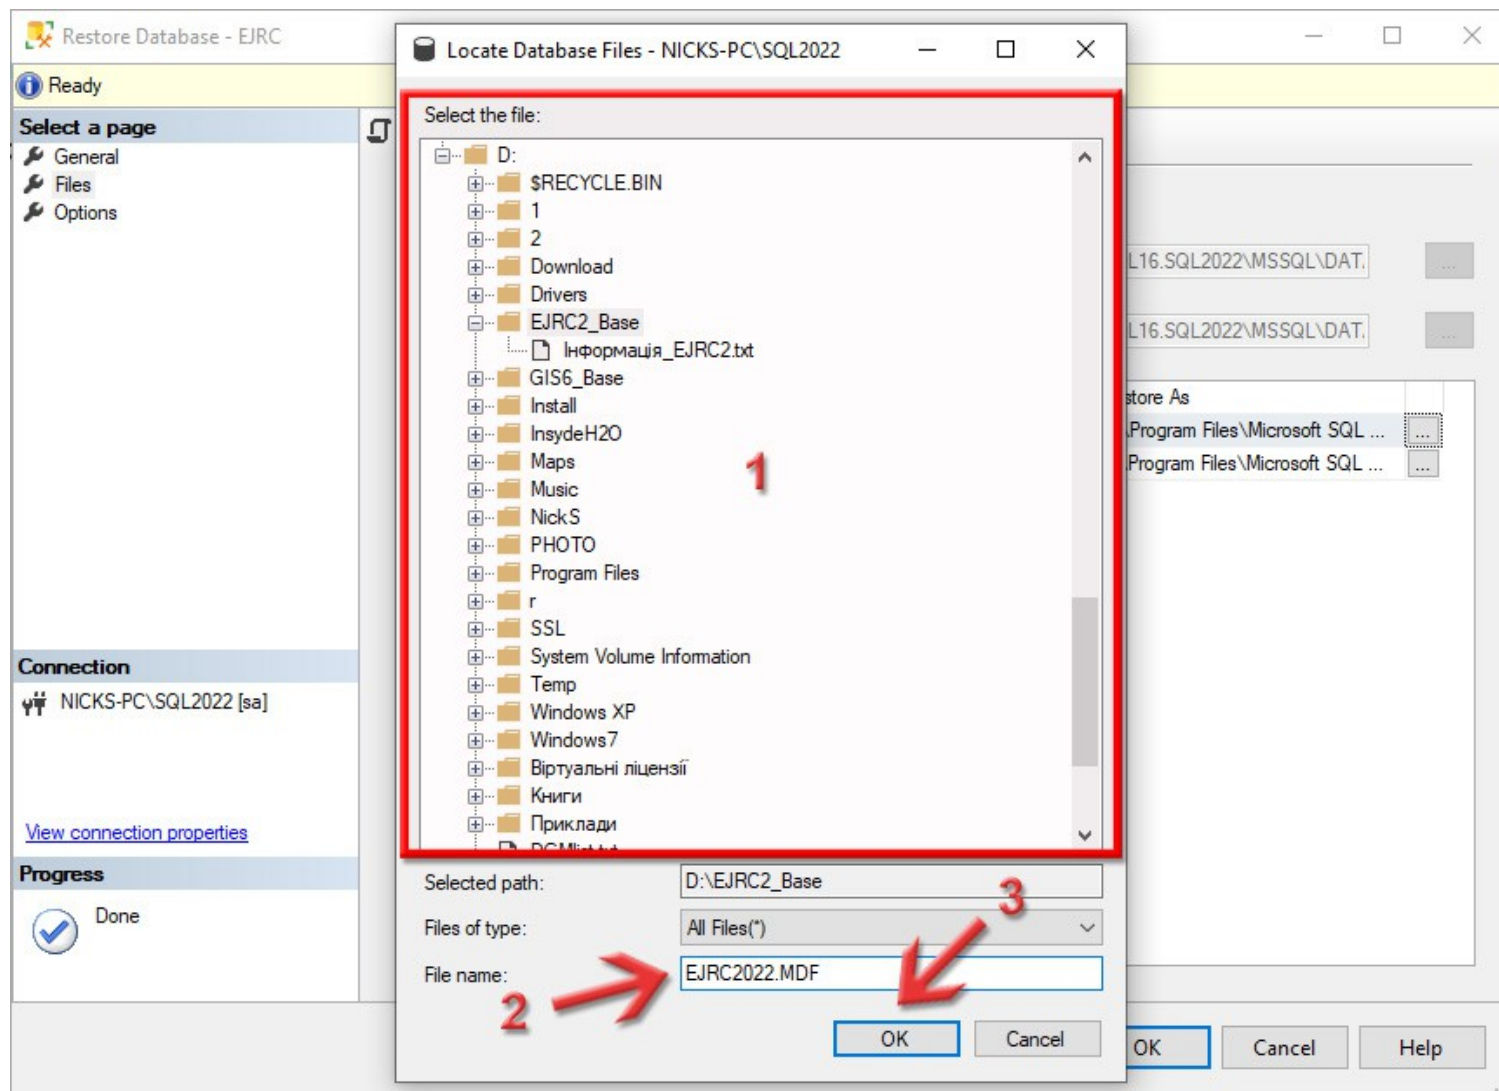 Restore Database - EJRC
Ready
Select a page
General
Files
Options
Connection
NICKS-PC\SQL2022 [sa]
View connection properties
Progress
Done
Locate Database Files - NICKS-PC\SQL2022
Select the file:
D:
$RECYCLE.BIN
1
2
Download
Drivers
EJRC2_Base
Інформація_EJRC2.txt
GIS6_Base
Install
InsydeH2O
Maps
Music
NickS
PHOTO
Program Files
r
SSL
System Volume Information
Temp
Windows XP
Windows7
Віртуальні ліцензії
Книги
Приклади
1
Selected path: D:\EJRC2_Base
3
Files of type: All Files(*)
File name: EJRC2022.MDF
2
OK Cancel
L16.SQL2022\MSSQL\DAT. ...
L16.SQL2022\MSSQL\DAT. ...
store As
\Program Files\Microsoft SQL ... ...
\Program Files\Microsoft SQL ... ...
OK Cancel Help